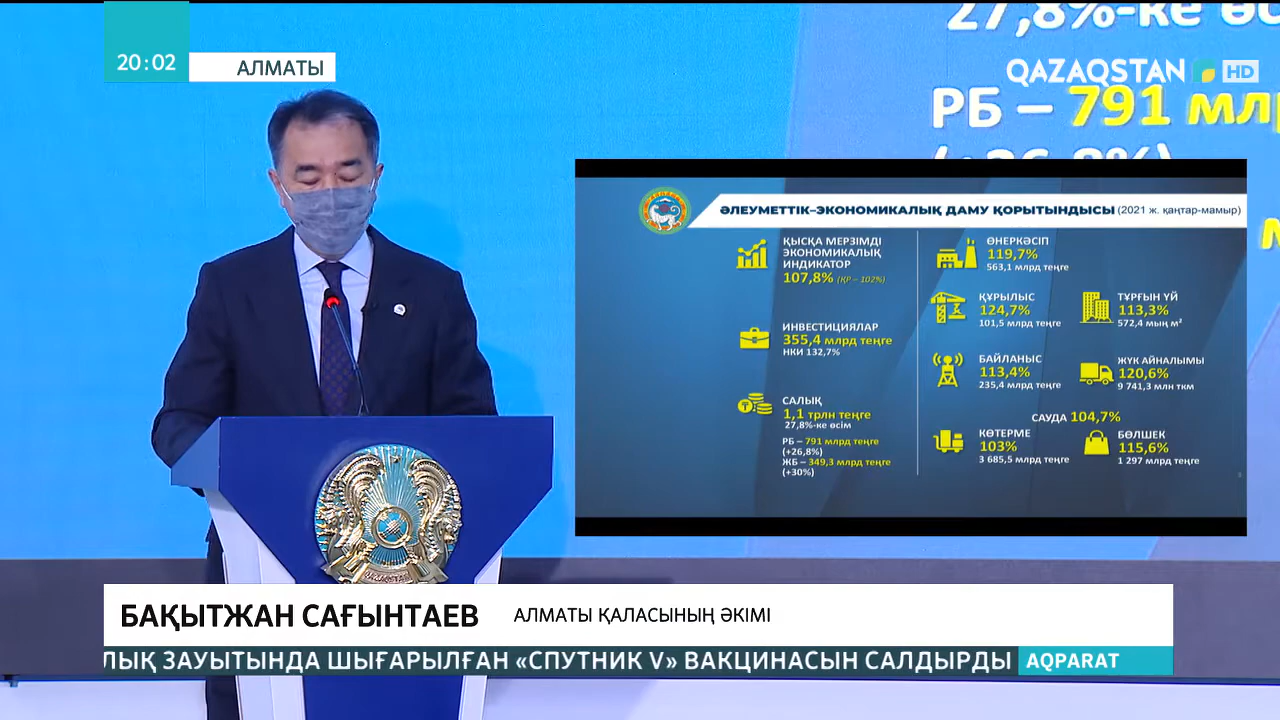 20:02
АЛМАТЫ
27,8%-ке
QAZAQSTAN HD
РБ – 791
ӘЛЕУМЕТТІК–ЭКОНОМИКАЛЫҚ ДАМУ ҚОРЫТЫНДЫСЫ (2021 ж. қаңтар-мамыр)
ҚЫСҚА МЕРЗІМДІ
ЭКОНОМИКАЛЫҚ
ИНДИКАТОР
107,8% (ҚР – 102%)
ИНВЕСТИЦИЯЛАР
355,4 млрд теңге
НКИ 132,7%
САЛЫҚ
1,1 трлн теңге
27,8%-ке өсім
РБ – 791 млрд теңге
(+26,8%)
ЖБ – 349,3 млрд теңге
(+30%)
ӨНЕРКӘСІП
119,7%
563,1 млрд теңге
ҚҰРЫЛЫС
124,7%
101,5 млрд теңге
ТҰРҒЫН ҮЙ
113,3%
572,4 мың м²
БАЙЛАНЫС
113,4%
235,4 млрд теңге
ЖҮК АЙНАЛЫМЫ
120,6%
9 741,3 млн ткм
САУДА 104,7%
КӨТЕРМЕ
103%
3 685,5 млрд теңге
БӨЛШЕК
115,6%
1 297 млрд теңге
БАҚЫТЖАН САҒЫНТАЕВ
АЛМАТЫ ҚАЛАСЫНЫҢ ӘКІМІ
ЛЫҚ ЗАУЫТЫНДА ШЫҒАРЫЛҒАН «СПУТНИК V» ВАКЦИНАСЫН САЛДЫРДЫ
AQPARAT